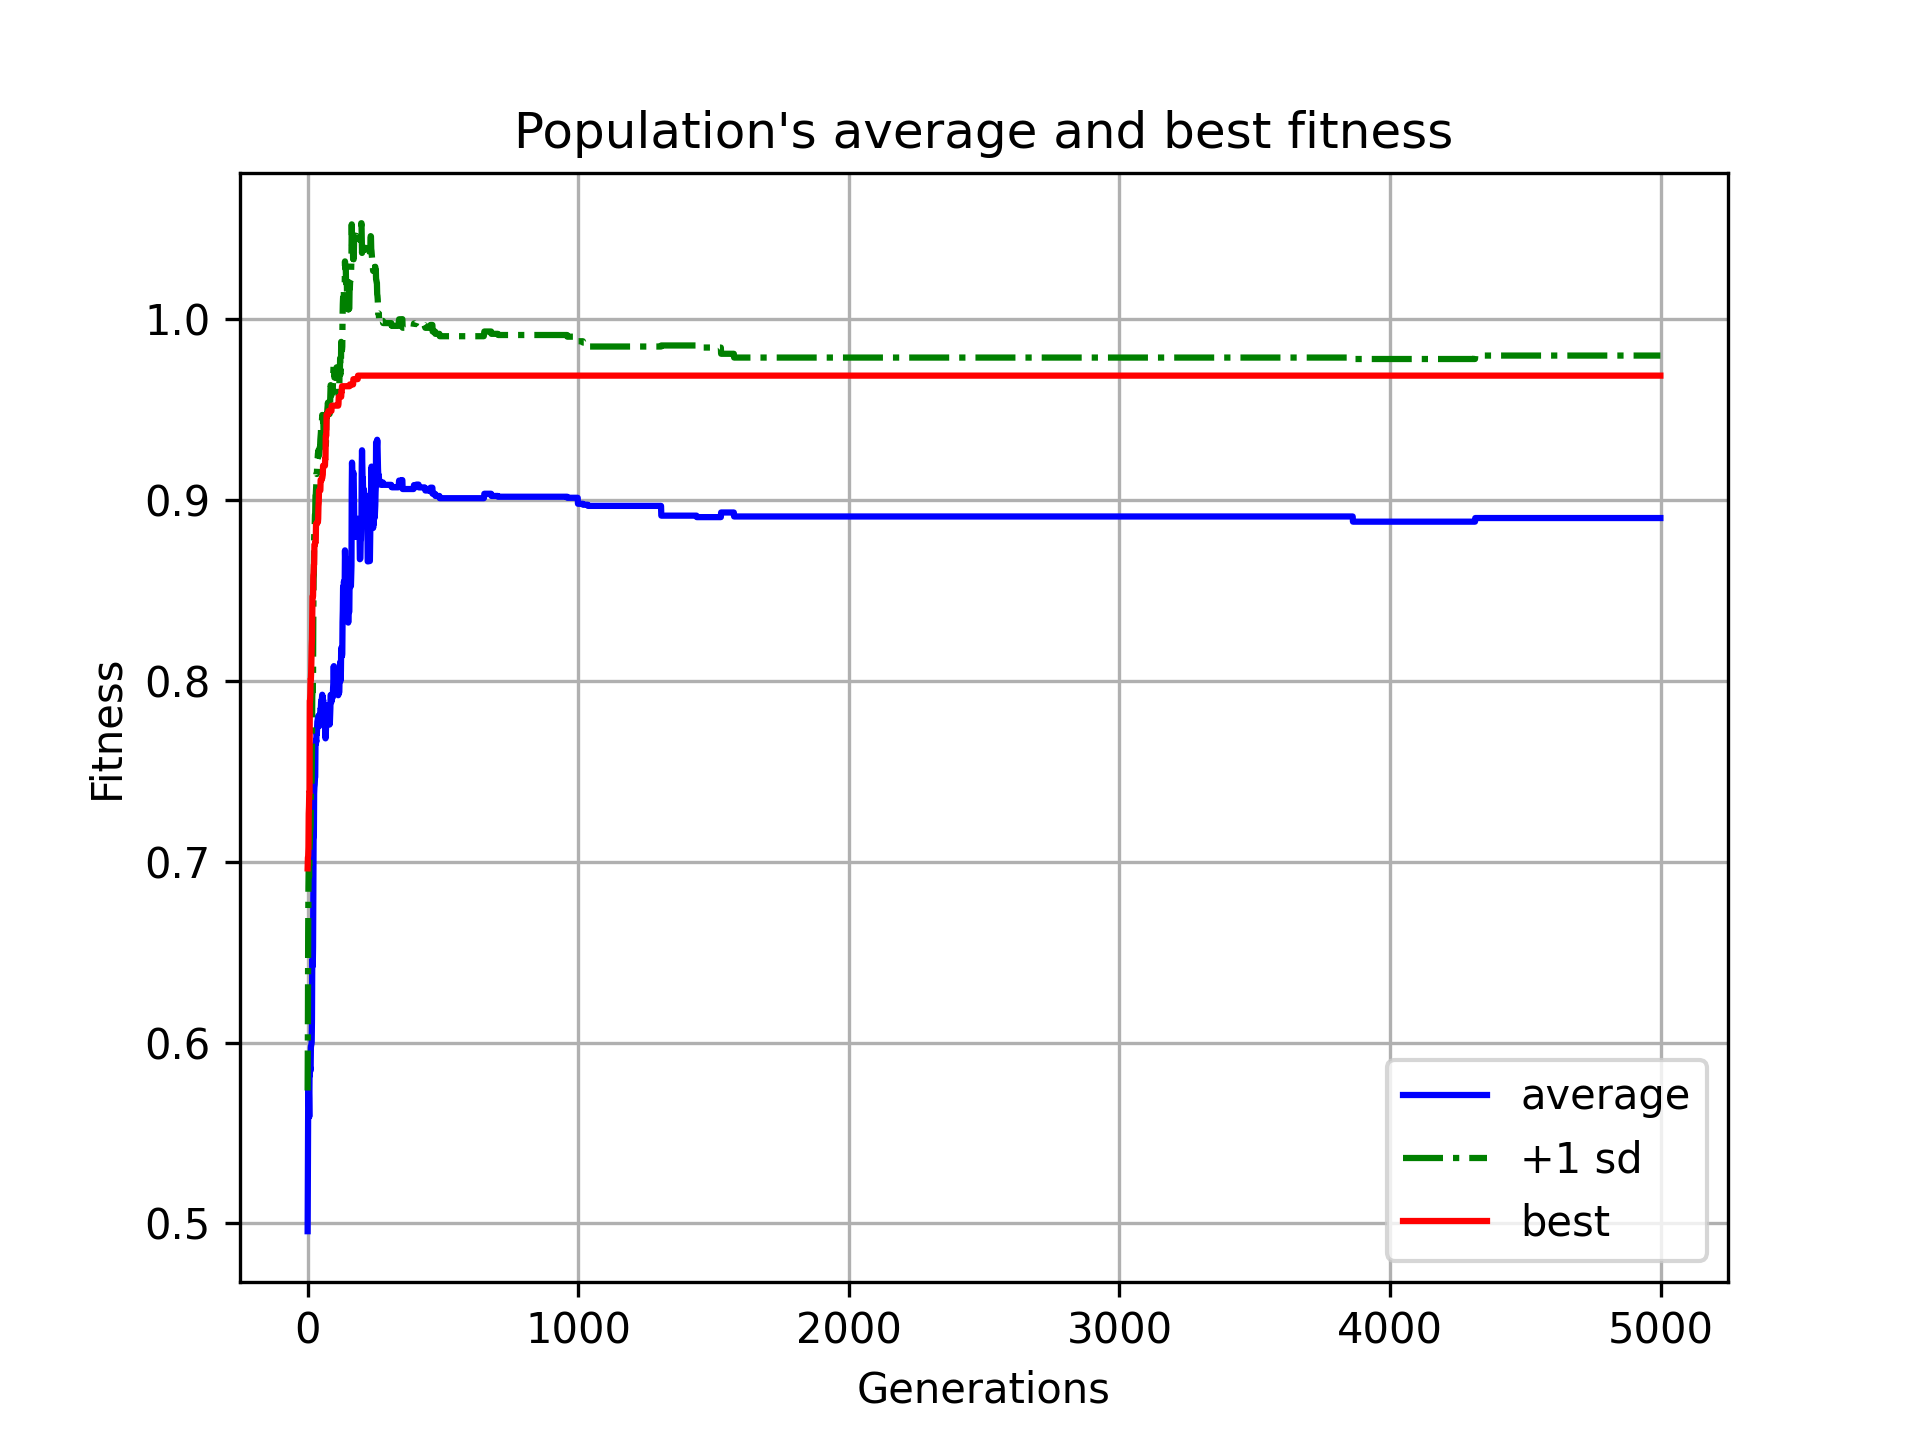 Population's average and best fitness
1.0
0.9
0.8
0.7
0.6
0.5
Fitness
0 1000 2000 3000 4000 5000
Generations
average
+1 sd
best